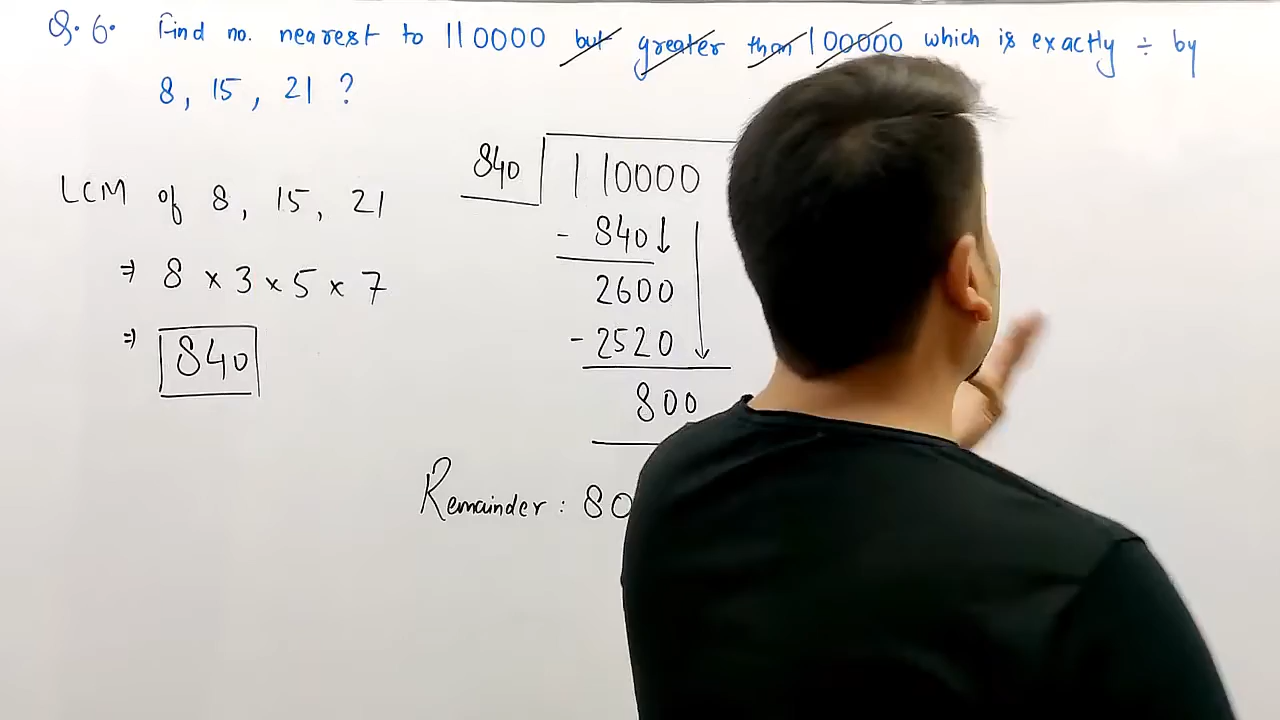 Q. 6. Find no. nearest to 110000 but greater than 100000 which is exactly ÷ by
8, 15, 21 ?
LCM of 8, 15, 21
⇒ 8 × 3 × 5 × 7
⇒ 840
840 110000
- 840↓
2600
- 2520
800
Remainder : 80